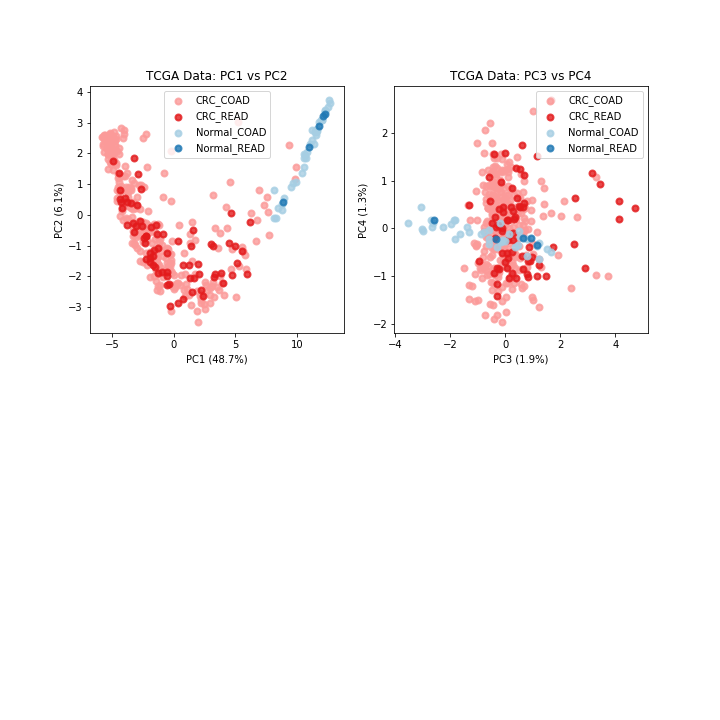 TCGA Data: PC1 vs PC2
CRC_COAD
CRC_READ
Normal_COAD
Normal_READ
4
3
2
1
0
−1
−2
−3
PC2 (6.1%)
−5
0
5
10
PC1 (48.7%)
TCGA Data: PC3 vs PC4
CRC_COAD
CRC_READ
Normal_COAD
Normal_READ
2
1
0
−1
−2
PC4 (1.3%)
−4
−2
0
2
4
PC3 (1.9%)